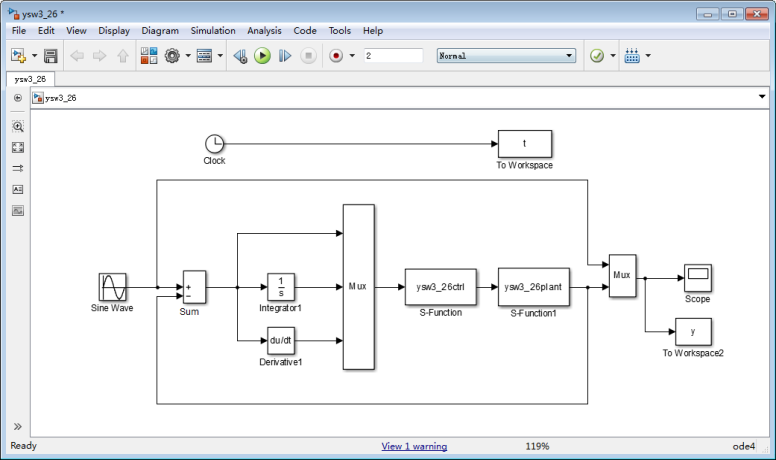 ysw3_26 *
File Edit View Display Diagram Simulation Analysis Code Tools Help
2 Normal
ysw3_26
ysw3_26
Clock
t
To Workspace
Sine Wave
+
−
Sum
1
s
Integrator1
du/dt
Derivative1
Mux
ysw3_26ctrl
S-Function
ysw3_26plant
S-Function1
Mux
Scope
y
To Workspace2
Ready View 1 warning 119% ode4